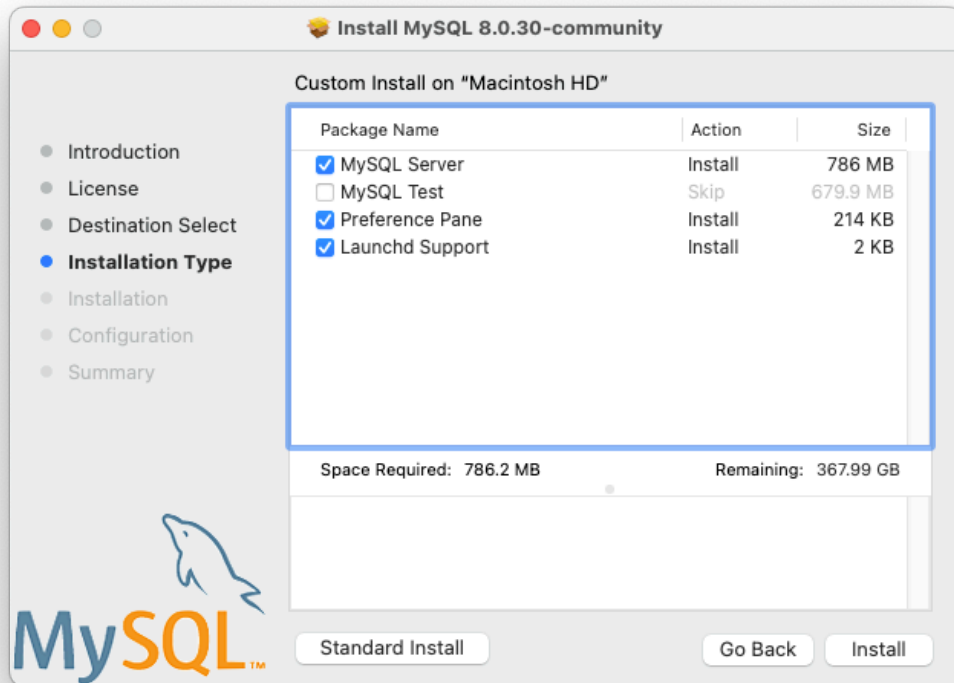 Install MySQL 8.0.30-community
Introduction
License
Destination Select
Installation Type
Installation
Configuration
Summary
MySQL™
Custom Install on "Macintosh HD"
Package Name Action Size
MySQL Server Install 786 MB
MySQL Test Skip 679.9 MB
Preference Pane Install 214 KB
Launchd Support Install 2 KB
Space Required: 786.2 MB Remaining: 367.99 GB
Standard Install Go Back Install